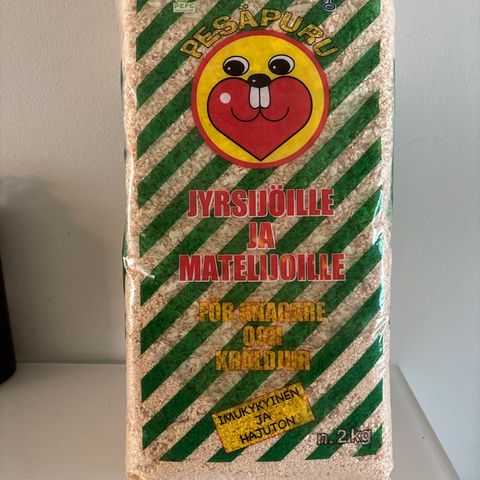 PEFC
PESÄPURU
JYRSIJÖILLE
JA
MATELIJOILLE
FÖR GNAGARE
OCH
KRÄLDJUR
IMUKYKYINEN
JA
HAJUTON
n. 2 kg